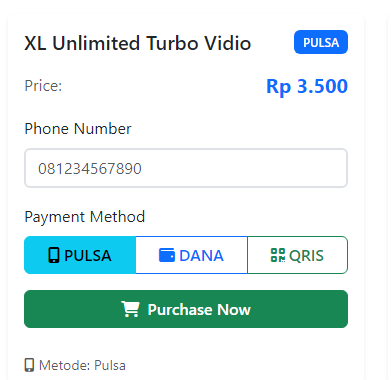 XL Unlimited Turbo Vidio PULSA
Price: Rp 3.500
Phone Number
081234567890
Payment Method
PULSA DANA QRIS
Purchase Now
Metode: Pulsa